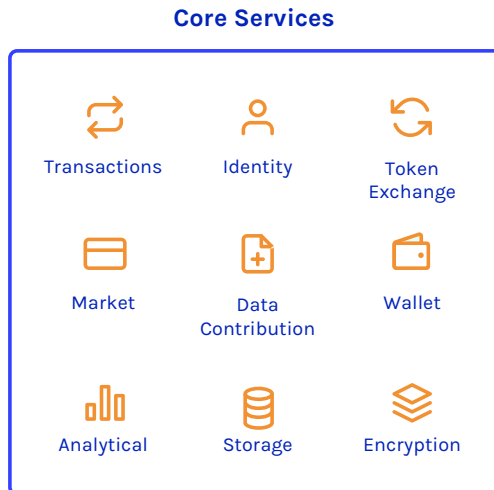 Core Services
Transactions
Identity
Token
Exchange
Market
Data
Contribution
Wallet
Analytical
Storage
Encryption